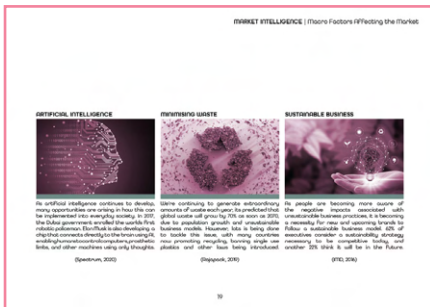 MARKET INTELLIGENCE | Macro Factors Affecting the Market
ARTIFICIAL INTELLIGENCE
As artificial intelligence continues to develop,
many opportunities are arising in how this can
be implemented into everyday society. In 2017,
the Dubai government enrolled the worlds first
robotic policeman. Elon Musk is also developing a
chip that connects directly to the brain using AI,
enabling humans to control computers, prosthetic
limbs, and other machines using only thoughts.
(Spectrum, 2020)
MINIMISING WASTE
We're continuing to generate extraordinary
amounts of waste each year; its predicted that
global waste will grow by 70% as soon as 2050,
due to population growth and unsustainable
business models. However, lots is being done
to tackle this issue, with many countries
now promoting recycling, banning single use
plastics and other laws being introduced.
(Rajapack, 2019)
SUSTAINABLE BUSINESS
As people are becoming more aware of
the negative impacts associated with
unsustainable business practices, it is becoming
a necessity for new and upcoming brands to
follow a sustainable business model. 62% of
executives consider a sustainability strategy
necessary to be competitive today, and
another 22% think it will be in the future.
(IMD, 2016)
19